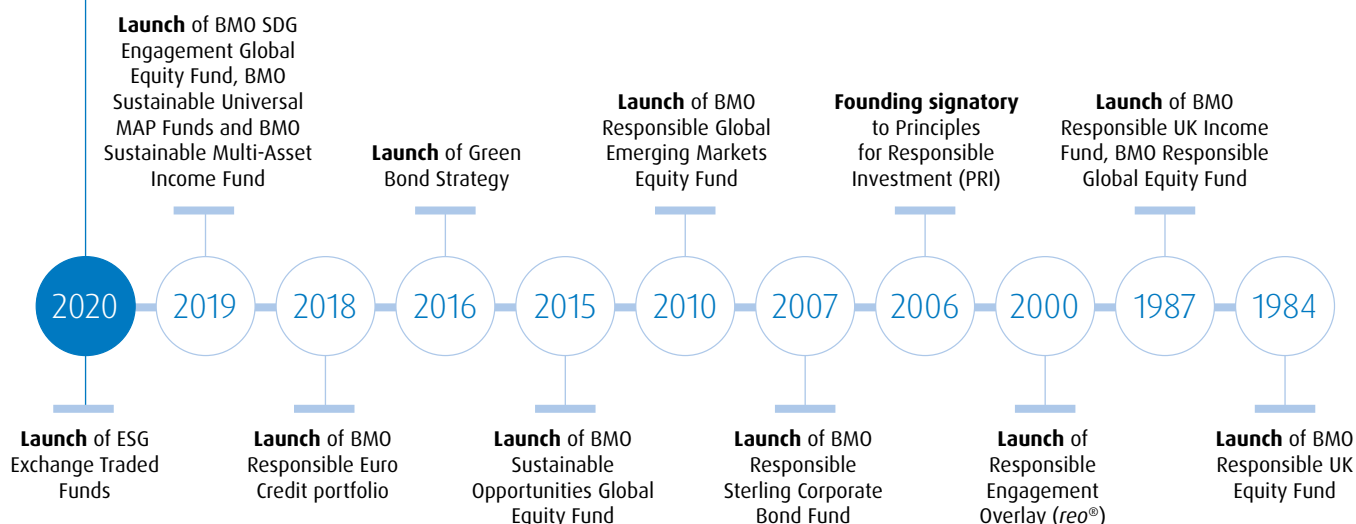 Launch of BMO SDG
Engagement Global
Equity Fund, BMO
Sustainable Universal
MAP Funds and BMO
Sustainable Multi-Asset
Income Fund
Launch of Green
Bond Strategy
Launch of BMO
Responsible Global
Emerging Markets
Equity Fund
Founding signatory
to Principles
for Responsible
Investment (PRI)
Launch of BMO
Responsible UK Income
Fund, BMO Responsible
Global Equity Fund
2020
2019
2018
2016
2015
2010
2007
2006
2000
1987
1984
Launch of ESG
Exchange Traded
Funds
Launch of BMO
Responsible Euro
Credit portfolio
Launch of BMO
Sustainable
Opportunities Global
Equity Fund
Launch of BMO
Responsible
Sterling Corporate
Bond Fund
Launch of
Responsible
Engagement
Overlay (reo®)
Launch of BMO
Responsible UK
Equity Fund